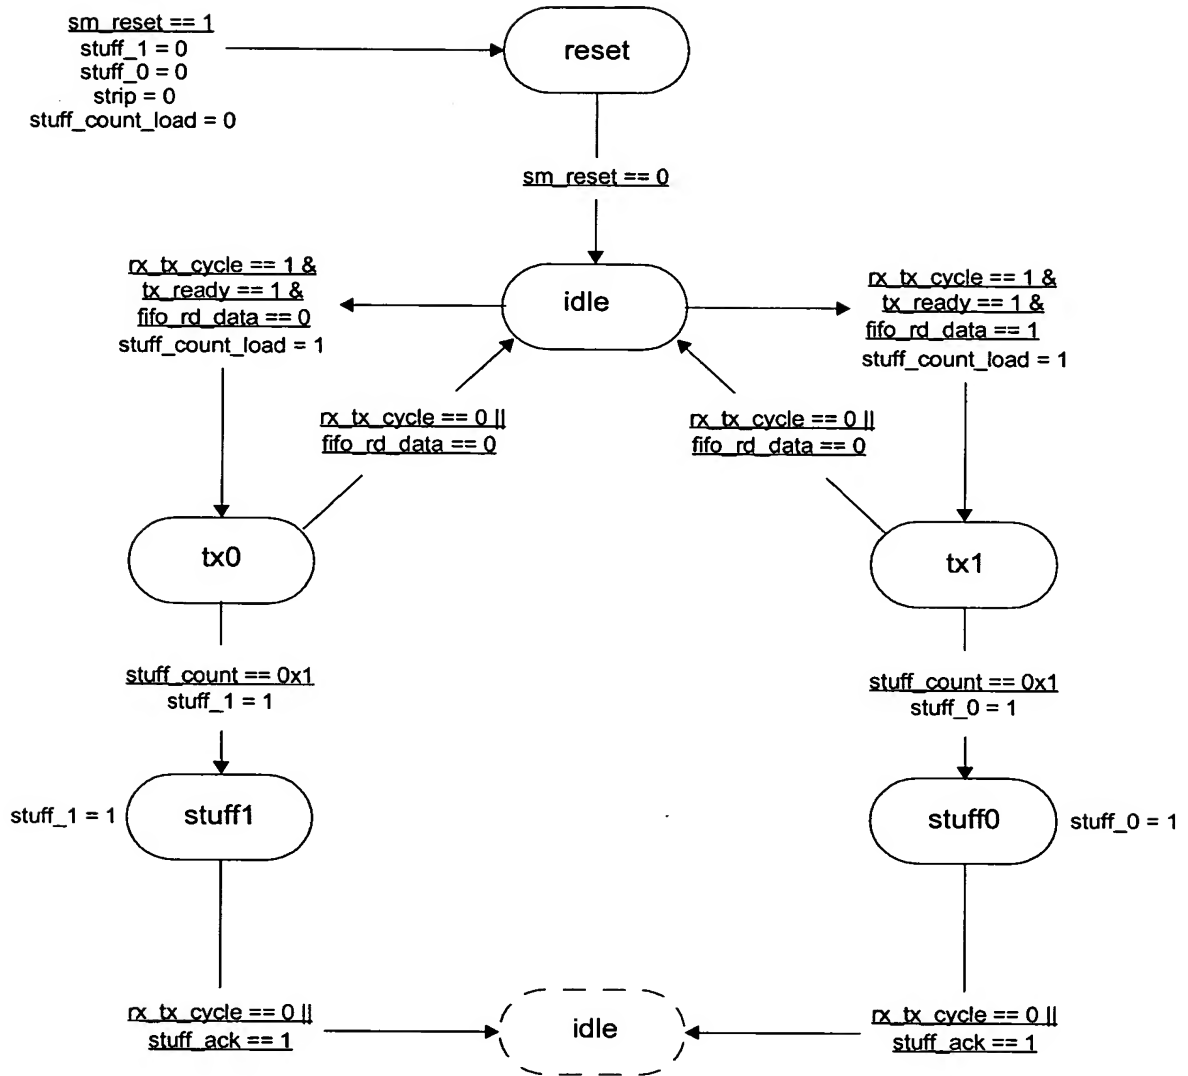 sm_reset == 1
stuff_1 = 0
stuff_0 = 0
strip = 0
stuff_count_load = 0
reset
sm_reset == 0
idle
rx_tx_cycle == 1 &
tx_ready == 1 &
fifo_rd_data == 0
stuff_count_load = 1
rx_tx_cycle == 1 &
tx_ready == 1 &
fifo_rd_data == 1
stuff_count_load = 1
rx_tx_cycle == 0 ||
fifo_rd_data == 0
rx_tx_cycle == 0 ||
fifo_rd_data == 0
tx0
tx1
stuff_count == 0x1
stuff_1 = 1
stuff_count == 0x1
stuff_0 = 1
stuff_1 = 1
stuff1
stuff0
stuff_0 = 1
rx_tx_cycle == 0 ||
stuff_ack == 1
idle
rx_tx_cycle == 0 ||
stuff_ack == 1